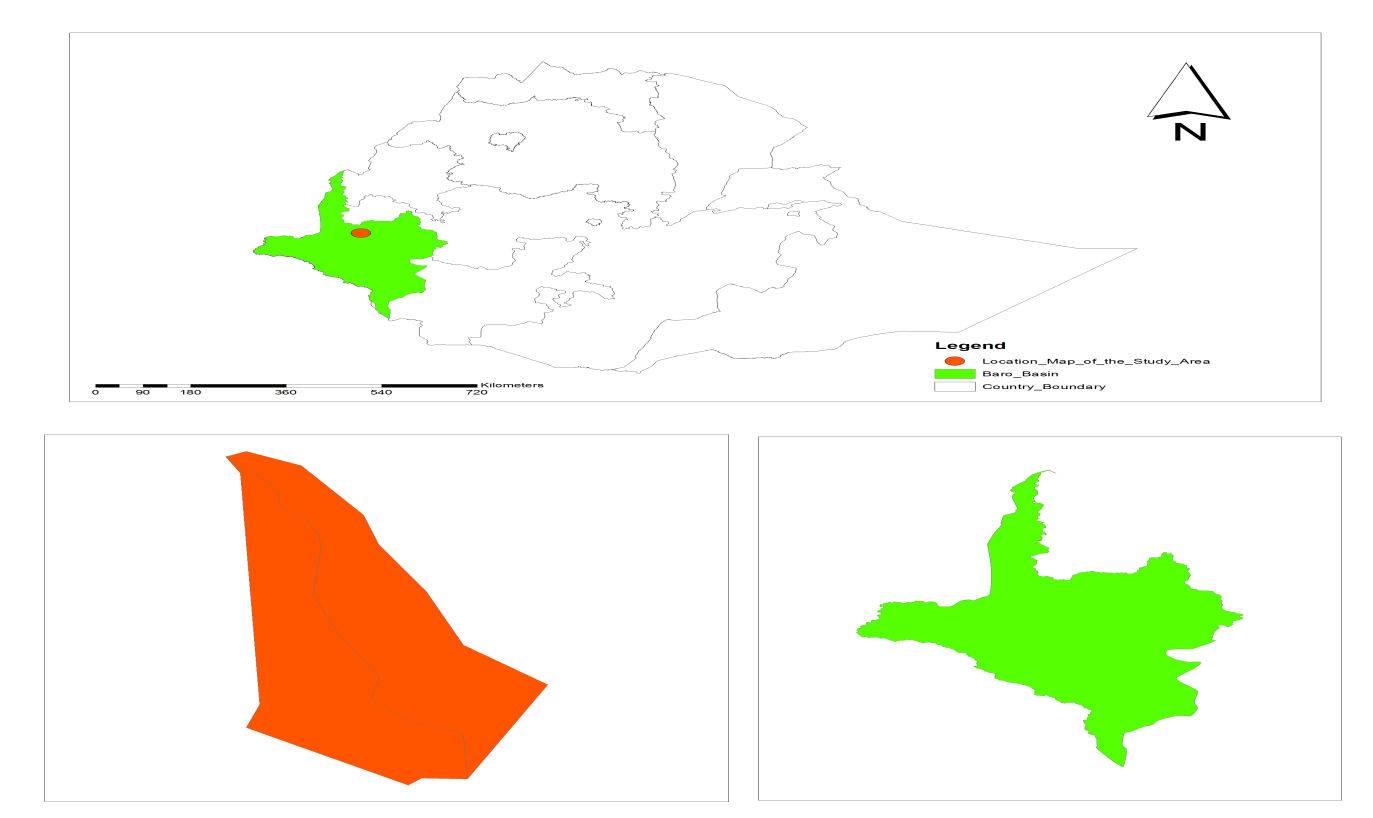 N
Legend
Location_Map_of_the_Study_Area
Baro_Basin
Country_Boundary
Kilometers
0 90 180 360 540 720